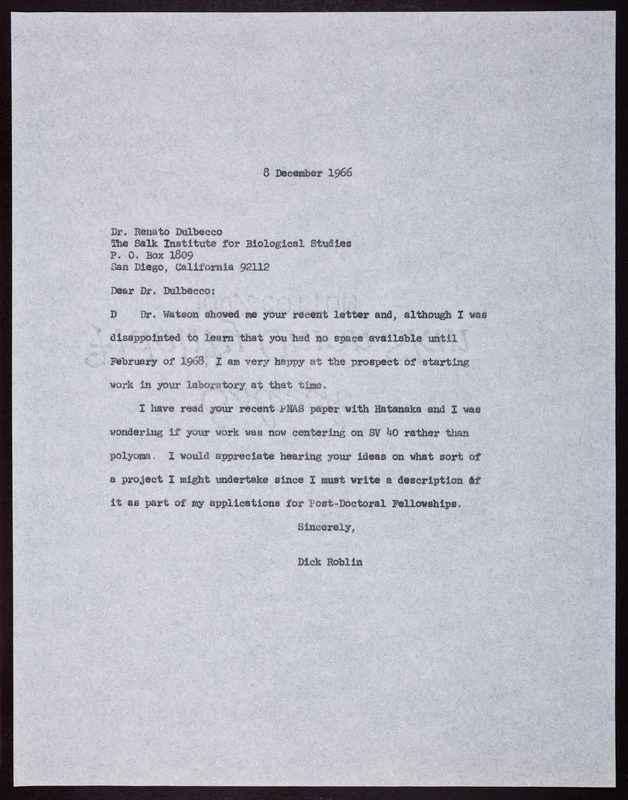 8 December 1966
Dr. Renato Dulbecco
The Salk Institute for Biological Studies
P. O. Box 1809
San Diego, California 92112
Dear Dr. Dulbecco:
D Dr. Watson showed me your recent letter and, although I was
disappointed to learn that you had no space available until
February of 1968, I am very happy at the prospect of starting
work in your laboratory at that time.
I have read your recent PNAS paper with Hatanaka and I was
wondering if your work was now centering on SV 40 rather than
polyoma. I would appreciate hearing your ideas on what sort of
a project I might undertake since I must write a description of
it as part of my applications for Post-Doctoral Fellowships.
Sincerely,
Dick Roblin